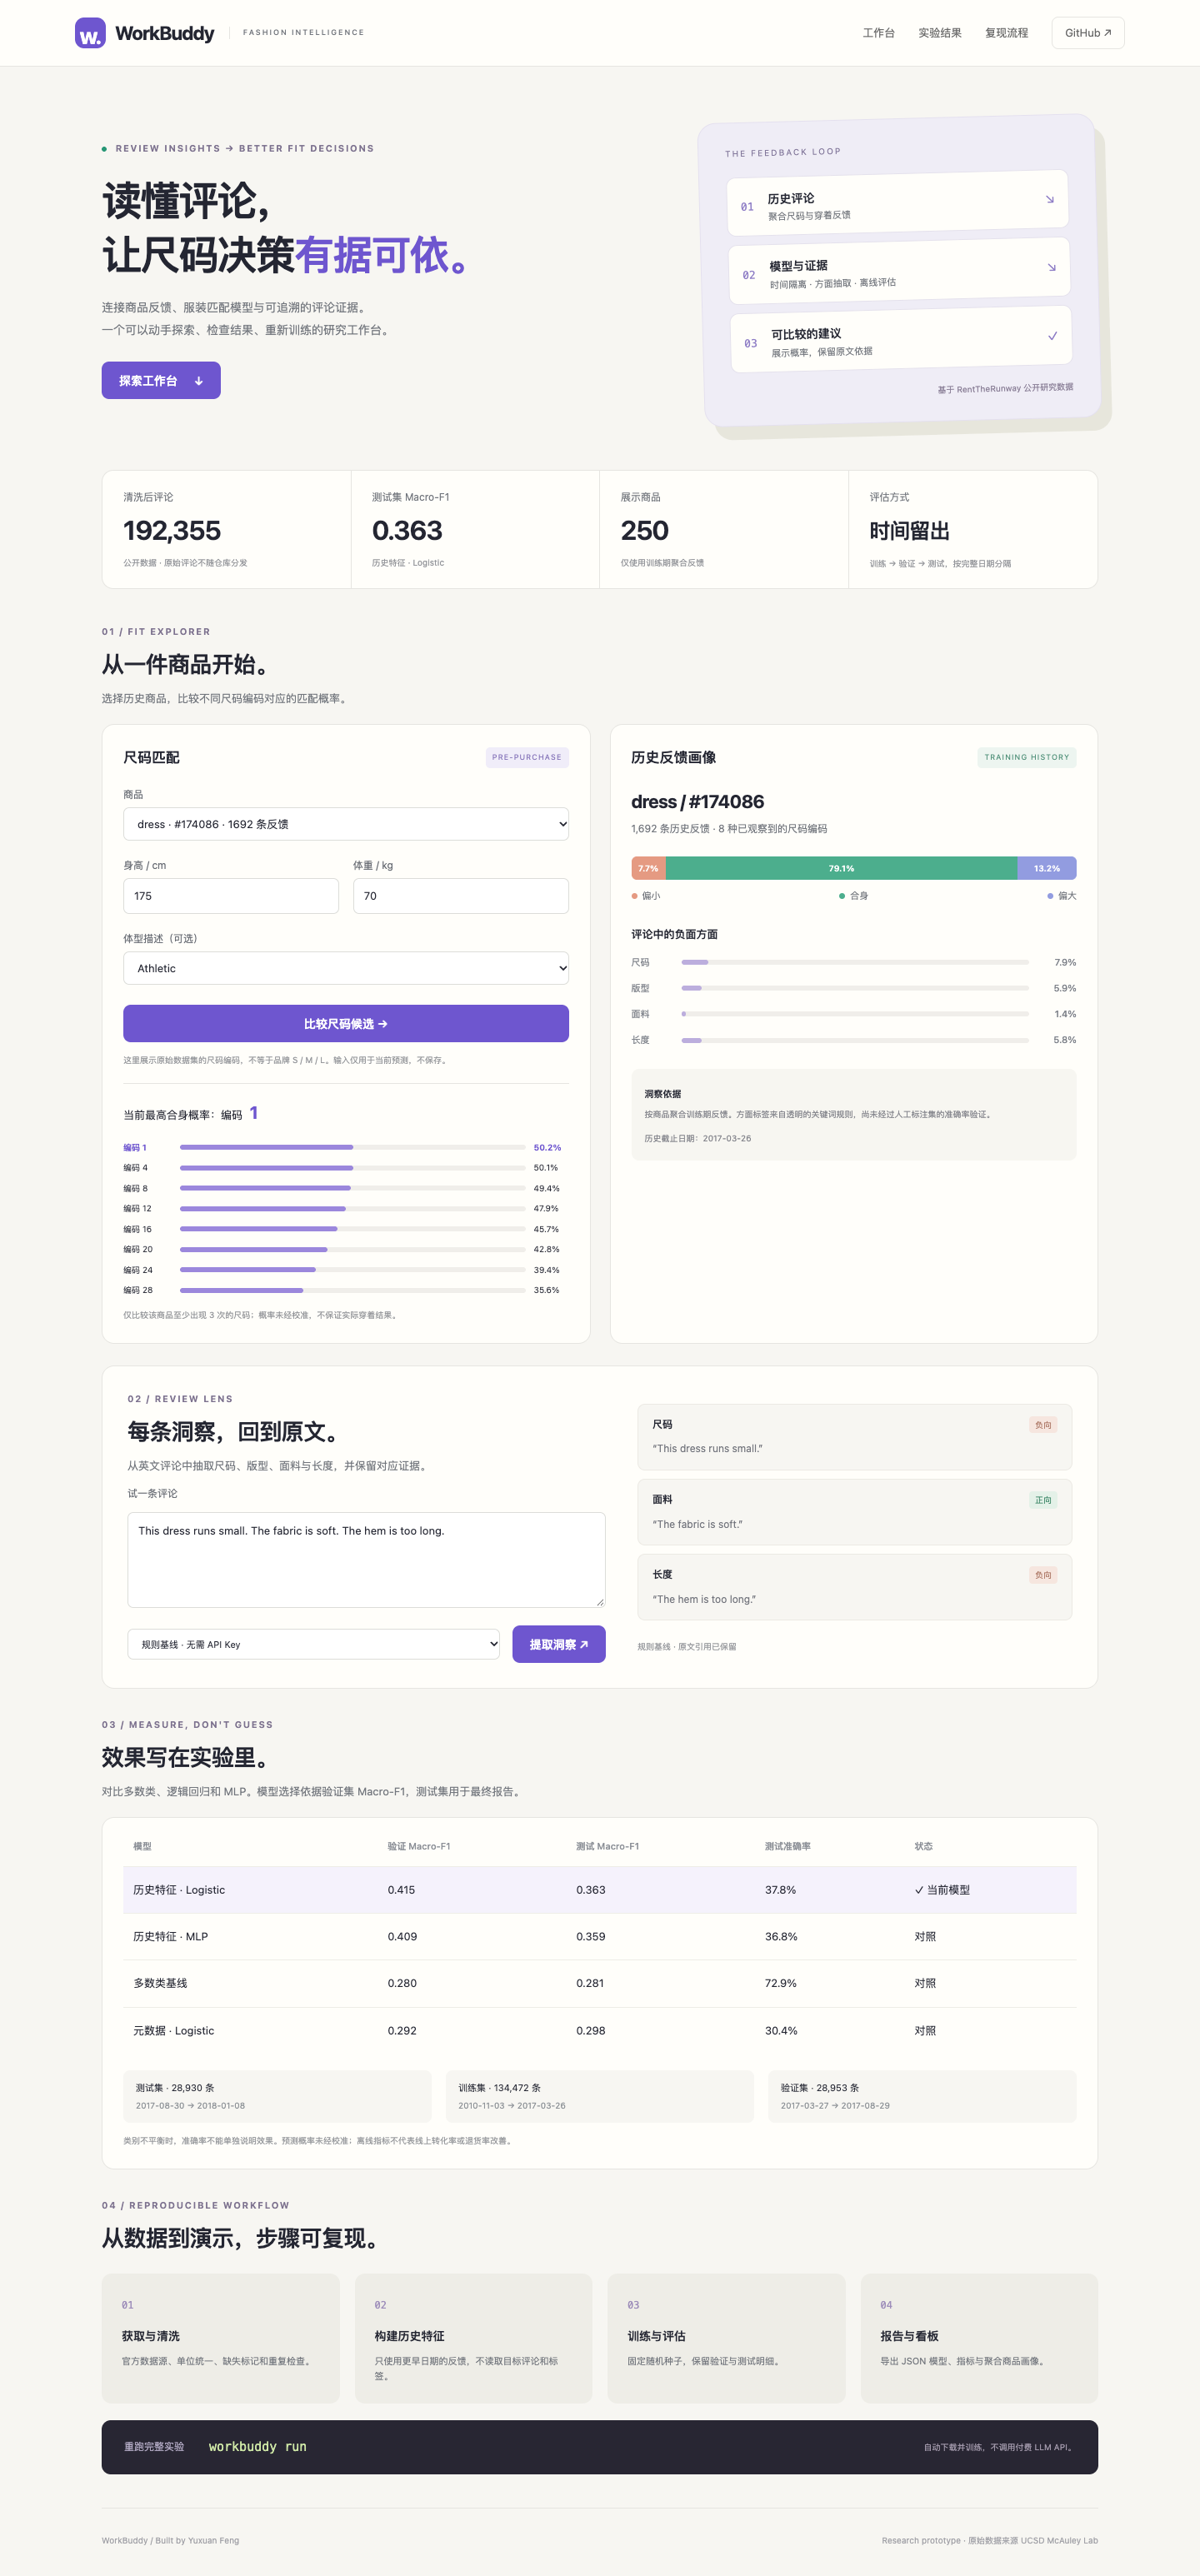 w. WorkBuddy FASHION INTELLIGENCE 工作台 实验结果 复现流程 GitHub ↗
REVIEW INSIGHTS → BETTER FIT DECISIONS
读懂评论，
让尺码决策有据可依。
连接商品反馈、服装匹配模型与可追溯的评论证据。
一个可以动手探索、检查结果、重新训练的研究工作台。
探索工作台 ↓
THE FEEDBACK LOOP
01 历史评论 ↘
聚合尺码与穿着反馈
02 模型与证据 ↘
时间隔离 · 方面抽取 · 离线评估
03 可比较的建议 ✓
展示概率，保留原文依据
基于 RentTheRunway 公开研究数据
清洗后评论
192,355
公开数据 · 原始评论不随仓库分发
测试集 Macro-F1
0.363
历史特征 · Logistic
展示商品
250
仅使用训练期聚合反馈
评估方式
时间留出
训练 → 验证 → 测试，按完整日期分隔
01 / FIT EXPLORER
从一件商品开始。
选择历史商品，比较不同尺码编码对应的匹配概率。
尺码匹配 PRE-PURCHASE
商品
dress · #174086 · 1692 条反馈
身高 / cm 体重 / kg
175 70
体型描述（可选）
Athletic
比较尺码候选 →
这里展示原始数据集的尺码编码，不等于品牌 S / M / L。输入仅用于当前预测，不保存。
当前最高合身概率：编码 1
编码 1 50.2%
编码 4 50.1%
编码 8 49.4%
编码 12 47.9%
编码 16 45.7%
编码 20 42.8%
编码 24 39.4%
编码 28 35.6%
仅比较该商品至少出现 3 次的尺码；概率未经校准，不保证实际穿着结果。
历史反馈画像 TRAINING HISTORY
dress / #174086
1,692 条历史反馈 · 8 种已观察到的尺码编码
7.7% 79.1% 13.2%
偏小 合身 偏大
评论中的负面方面
尺码 7.9%
版型 5.9%
面料 1.4%
长度 5.8%
洞察依据
按商品聚合训练期反馈。方面标签来自透明的关键词规则，尚未经过人工标注集的准确率验证。
历史截止日期：2017-03-26
02 / REVIEW LENS
每条洞察，回到原文。
从英文评论中抽取尺码、版型、面料与长度，并保留对应证据。
试一条评论
This dress runs small. The fabric is soft. The hem is too long.
规则基线 · 无需 API Key 提取洞察 ↗
尺码 负向
“This dress runs small.”
面料 正向
“The fabric is soft.”
长度 负向
“The hem is too long.”
规则基线 · 原文引用已保留
03 / MEASURE, DON'T GUESS
效果写在实验里。
对比多数类、逻辑回归和 MLP。模型选择依据验证集 Macro-F1，测试集用于最终报告。
模型 验证 Macro-F1 测试 Macro-F1 测试准确率 状态
历史特征 · Logistic 0.415 0.363 37.8% ✓ 当前模型
历史特征 · MLP 0.409 0.359 36.8% 对照
多数类基线 0.280 0.281 72.9% 对照
元数据 · Logistic 0.292 0.298 30.4% 对照
测试集 · 28,930 条
2017-08-30 → 2018-01-08
训练集 · 134,472 条
2010-11-03 → 2017-03-26
验证集 · 28,953 条
2017-03-27 → 2017-08-29
类别不平衡时，准确率不能单独说明效果。预测概率未经校准；离线指标不代表线上转化率或退货率改善。
04 / REPRODUCIBLE WORKFLOW
从数据到演示，步骤可复现。
01
获取与清洗
官方数据源、单位统一、缺失标记和重复检查。
02
构建历史特征
只使用更早日期的反馈，不读取目标评论和标
签。
03
训练与评估
固定随机种子，保留验证与测试明细。
04
报告与看板
导出 JSON 模型、指标与聚合商品画像。
重跑完整实验 workbuddy run 自动下载并训练，不调用付费 LLM API。
WorkBuddy / Built by Yuxuan Feng Research prototype · 原始数据来源 UCSD McAuley Lab